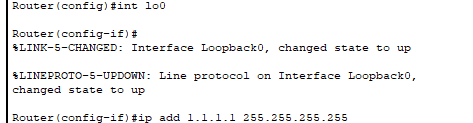 Router(config)#int lo0
Router(config-if)#
%LINK-5-CHANGED: Interface Loopback0, changed state to up
%LINEPROTO-5-UPDOWN: Line protocol on Interface Loopback0,
changed state to up
Router(config-if)#ip add 1.1.1.1 255.255.255.255